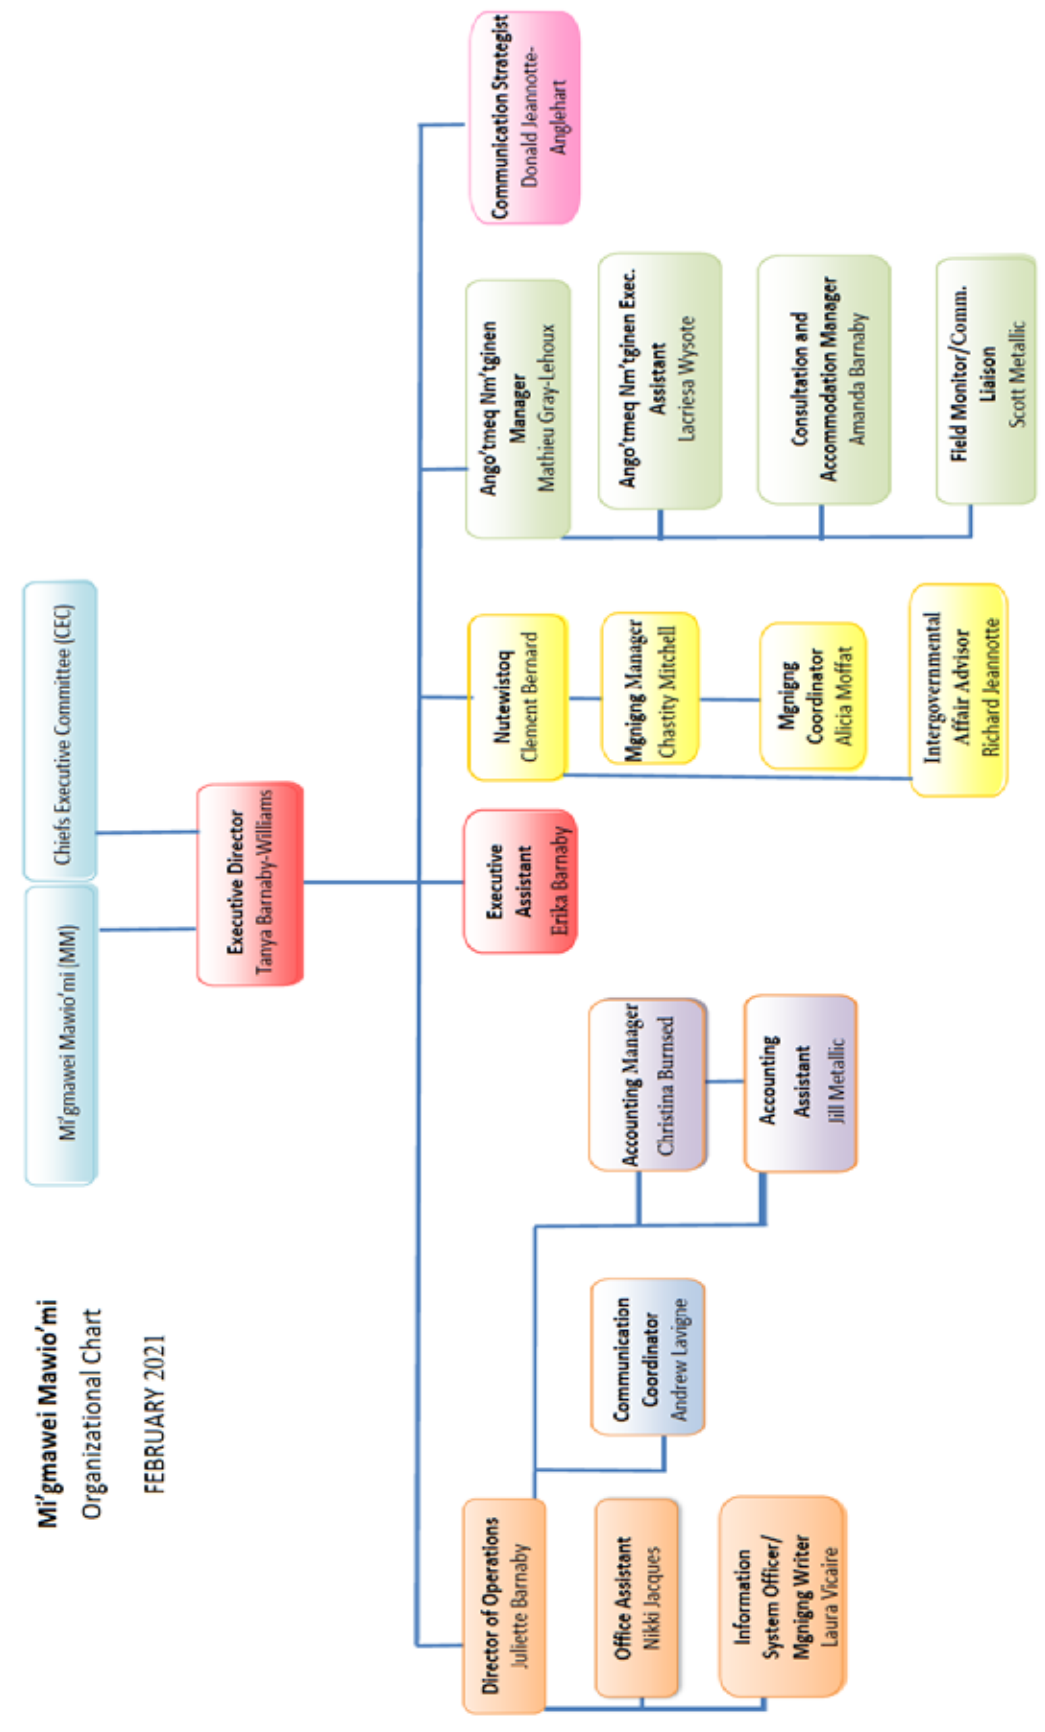 Mi'gmawei Mawio'mi
Organizational Chart
FEBRUARY 2021
Mi'gmawei Mawio'mi (MM)
Chiefs Executive Committee (CEC)
Executive Director
Tanya Barnaby-Williams
Director of Operations
Juliette Barnaby
Office Assistant
Nikki Jacques
Information
System Officer/
Mgnigng Writer
Laura Vicaire
Communication
Coordinator
Andrew Lavigne
Accounting Manager
Christina Burnsed
Accounting
Assistant
Jill Metallic
Executive
Assistant
Erika Barnaby
Nutewistoq
Clement Bernard
Mgnigng Manager
Chastity Mitchell
Mgnigng
Coordinator
Alicia Moffat
Intergovernmental
Affair Advisor
Richard Jeannotte
Ango'tmeq Nm'tginen
Manager
Mathieu Gray-Lehoux
Ango'tmeq Nm'tginen Exec.
Assistant
Lacriesa Wysote
Consultation and
Accommodation Manager
Amanda Barnaby
Field Monitor/Comm.
Liaison
Scott Metallic
Communication Strategist
Donald Jeannotte-
Anglehart